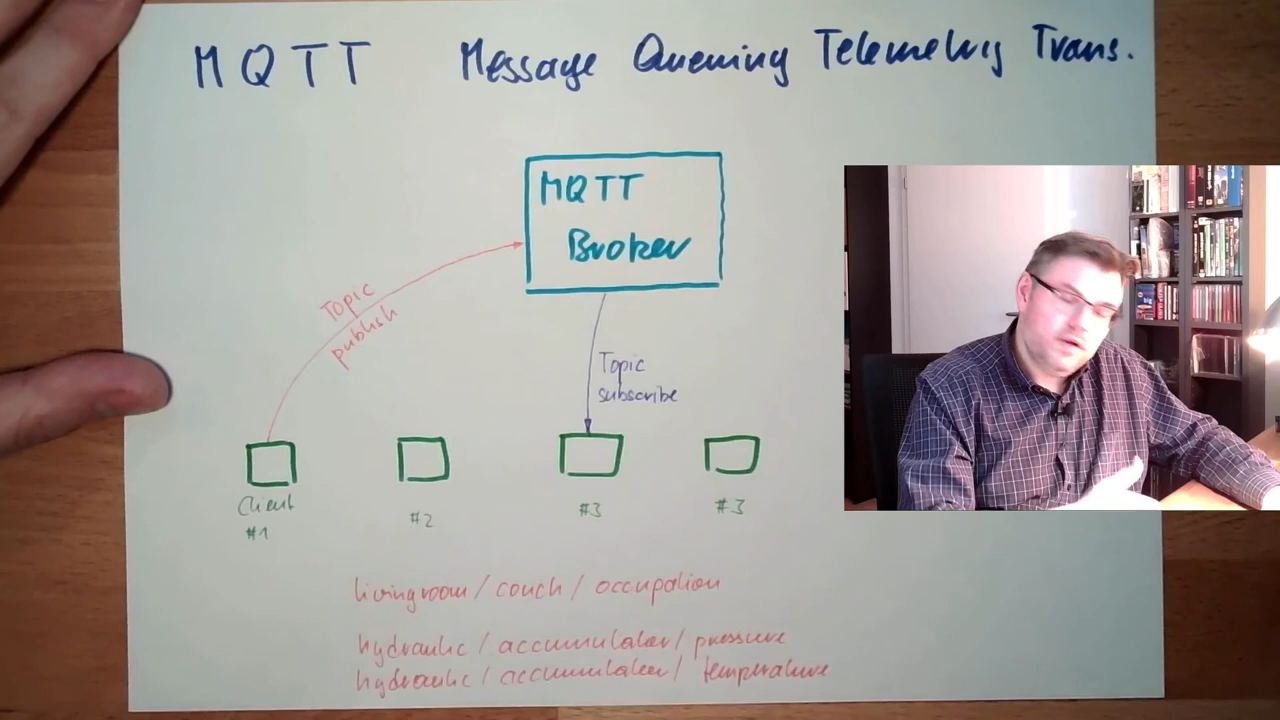 MQTT Message Queuing Telemetry Trans.
MQTT
Broker
Topic
publish
Topic
subscribe
Client
#1
#2
#3
#3
livingroom / couch / occupation
hydraulic / accumulator / pressure
hydraulic / accumulator / temperature